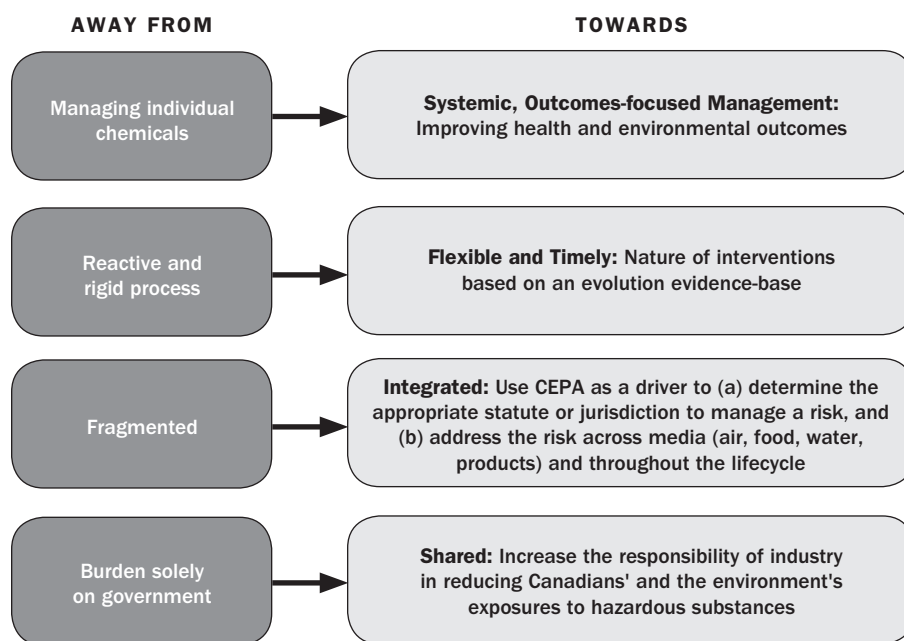 AWAY FROM
TOWARDS
Managing individual
chemicals
Systemic, Outcomes-focused Management:
Improving health and environmental outcomes
Reactive and
rigid process
Flexible and Timely: Nature of interventions
based on an evolution evidence-base
Fragmented
Integrated: Use CEPA as a driver to (a) determine the
appropriate statute or jurisdiction to manage a risk, and
(b) address the risk across media (air, food, water,
products) and throughout the lifecycle
Burden solely
on government
Shared: Increase the responsibility of industry
in reducing Canadians' and the environment's
exposures to hazardous substances